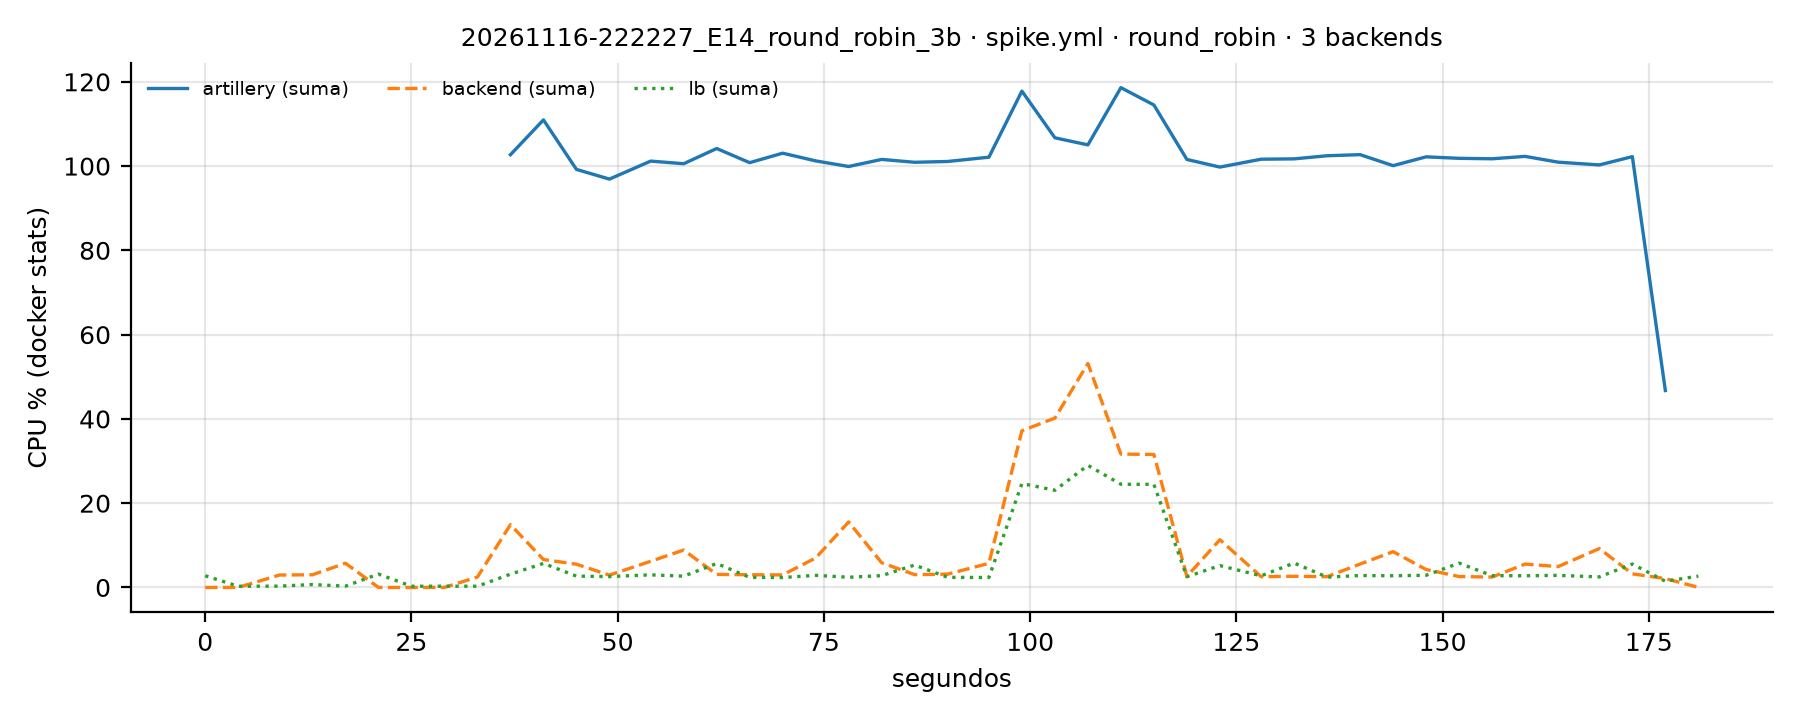 20261116-222227_E14_round_robin_3b · spike.yml · round_robin · 3 backends
artillery (suma) backend (suma) lb (suma)
CPU % (docker stats)
120
100
80
60
40
20
0
0 25 50 75 100 125 150 175
segundos